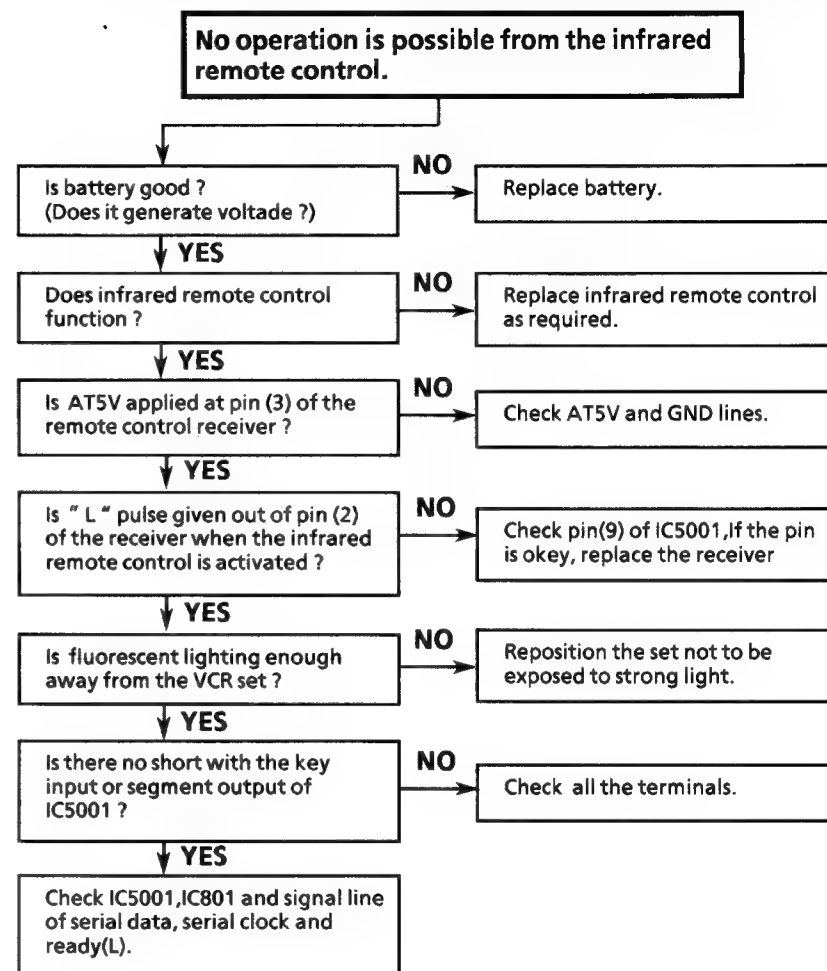 No operation is possible from the infrared
remote control.
Is battery good ?
(Does it generate voltade ?)
NO
Replace battery.
YES
Does infrared remote control
function ?
NO
Replace infrared remote control
as required.
YES
Is AT5V applied at pin (3) of the
remote control receiver ?
NO
Check AT5V and GND lines.
YES
Is " L " pulse given out of pin (2)
of the receiver when the infrared
remote control is activated ?
NO
Check pin(9) of IC5001,If the pin
is okey, replace the receiver
YES
Is fluorescent lighting enough
away from the VCR set ?
NO
Reposition the set not to be
exposed to strong light.
YES
Is there no short with the key
input or segment output of
IC5001 ?
NO
Check all the terminals.
YES
Check IC5001,IC801 and signal line
of serial data, serial clock and
ready(L).